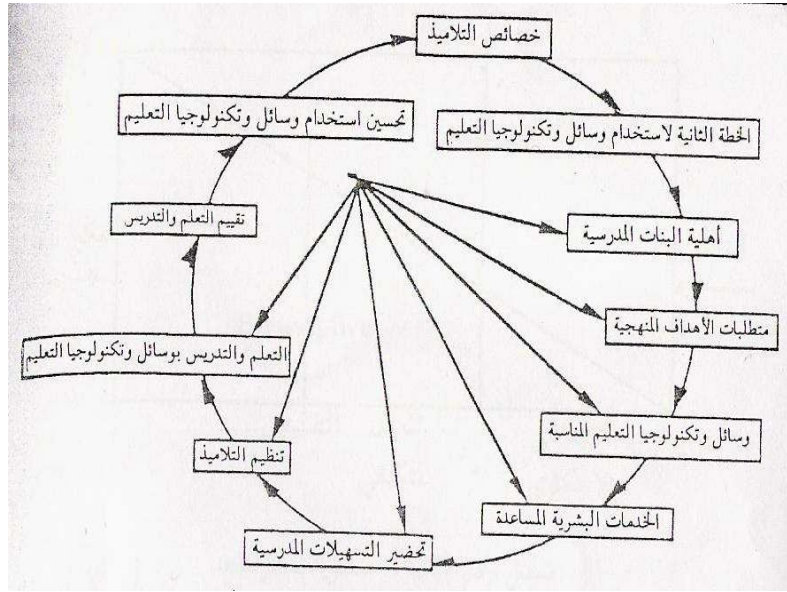 خصائص التلاميذ
الخطة الثانية لاستخدام وسائل وتكنولوجيا التعليم
أهلية البنات المدرسية
متطلبات الأهداف المنهجية
وسائل وتكنولوجيا التعليم المناسبة
الخدمات البشرية المساعدة
تحضير التسهيلات المدرسية
تنظيم التلاميذ
التعلم والتدريس بوسائل وتكنولوجيا التعليم
تقييم التعلم والتدريس
تحسين استخدام وسائل وتكنولوجيا التعليم